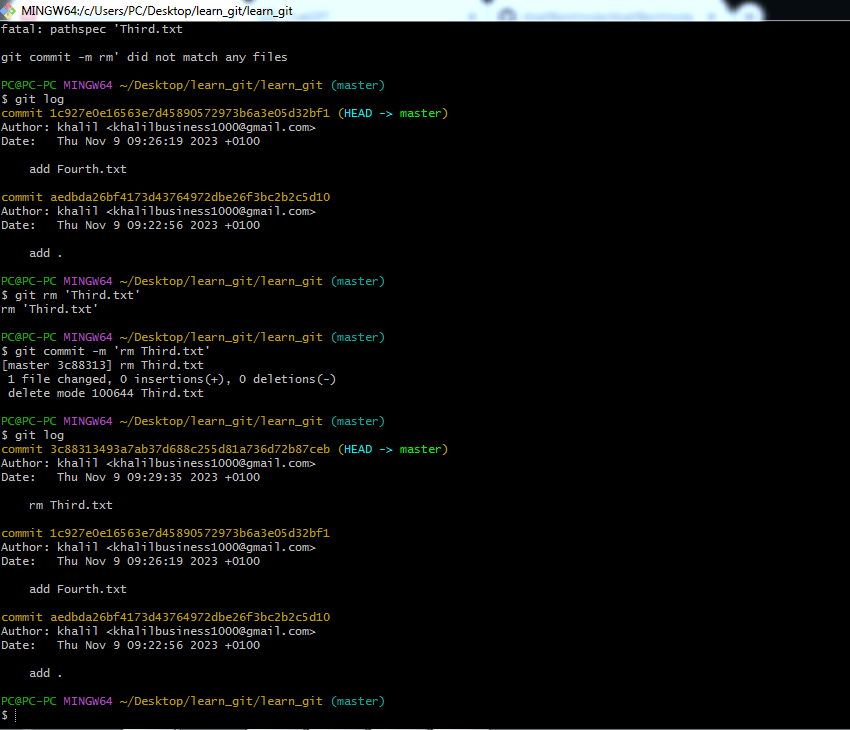 MINGW64:/c/Users/PC/Desktop/learn_git/learn_git
fatal: pathspec 'Third.txt
git commit -m rm' did not match any files
PC@PC-PC MINGW64 ~/Desktop/learn_git/learn_git (master)
$ git log
commit 1c927e0e16563e7d45890572973b6a3e05d32bf1 (HEAD -> master)
Author: khalil <khalilbusiness1000@gmail.com>
Date:   Thu Nov 9 09:26:19 2023 +0100
    add Fourth.txt
commit aedbda26bf4173d43764972dbe26f3bc2b2c5d10
Author: khalil <khalilbusiness1000@gmail.com>
Date:   Thu Nov 9 09:22:56 2023 +0100
    add .
PC@PC-PC MINGW64 ~/Desktop/learn_git/learn_git (master)
$ git rm 'Third.txt'
rm 'Third.txt'
PC@PC-PC MINGW64 ~/Desktop/learn_git/learn_git (master)
$ git commit -m 'rm Third.txt'
[master 3c88313] rm Third.txt
 1 file changed, 0 insertions(+), 0 deletions(-)
 delete mode 100644 Third.txt
PC@PC-PC MINGW64 ~/Desktop/learn_git/learn_git (master)
$ git log
commit 3c88313493a7ab37d688c255d81a736d72b87ceb (HEAD -> master)
Author: khalil <khalilbusiness1000@gmail.com>
Date:   Thu Nov 9 09:29:35 2023 +0100
    rm Third.txt
commit 1c927e0e16563e7d45890572973b6a3e05d32bf1
Author: khalil <khalilbusiness1000@gmail.com>
Date:   Thu Nov 9 09:26:19 2023 +0100
    add Fourth.txt
commit aedbda26bf4173d43764972dbe26f3bc2b2c5d10
Author: khalil <khalilbusiness1000@gmail.com>
Date:   Thu Nov 9 09:22:56 2023 +0100
    add .
PC@PC-PC MINGW64 ~/Desktop/learn_git/learn_git (master)
$